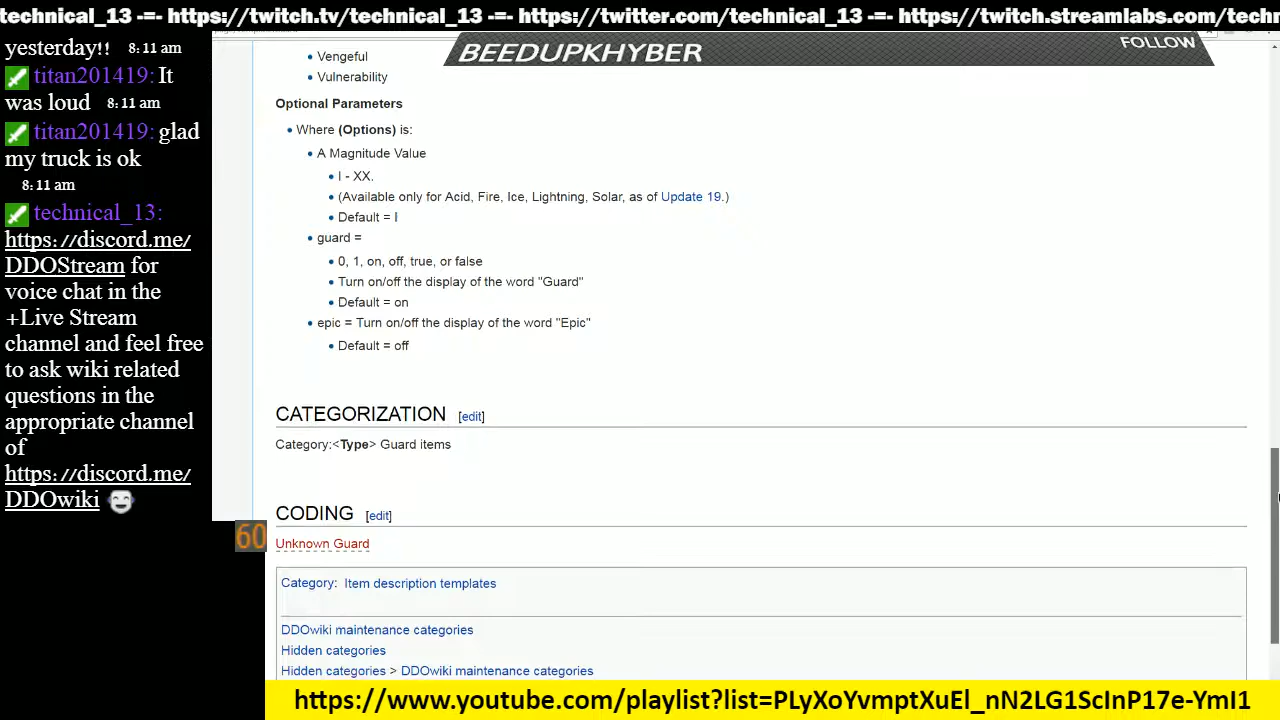 technical_13 -=- https://twitch.tv/technical_13 -=- https://twitter.com/technical_13 -=- https://twitch.streamlabs.com/techn
yesterday!! 8:11 am
titan201419: It
was loud 8:11 am
titan201419: glad
my truck is ok
8:11 am
technical_13:
https://discord.me/
DDOStream for
voice chat in the
+Live Stream
channel and feel free
to ask wiki related
questions in the
appropriate channel
of
https://discord.me/
DDOwiki
BEEDUPKHYBER
FOLLOW
Vengeful
Vulnerability
Optional Parameters
Where (Options) is:
A Magnitude Value
I - XX.
(Available only for Acid, Fire, Ice, Lightning, Solar, as of Update 19.)
Default = I
guard =
0, 1, on, off, true, or false
Turn on/off the display of the word "Guard"
Default = on
epic = Turn on/off the display of the word "Epic"
Default = off
CATEGORIZATION [edit]
Category:<Type> Guard items
CODING [edit]
60
Unknown Guard
Category: Item description templates
DDOwiki maintenance categories
Hidden categories
Hidden categories > DDOwiki maintenance categories
https://www.youtube.com/playlist?list=PLyXoYvmptXuEl_nN2LG1ScInP17e-YmI1